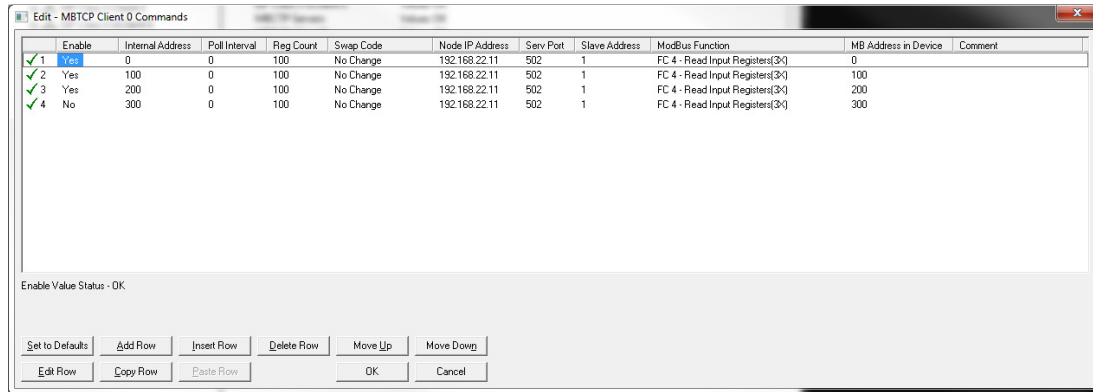 Edit - MBTCP Client 0 Commands
Enable Internal Address Poll Interval Reg Count Swap Code Node IP Address Serv Port Slave Address ModBus Function MB Address in Device Comment
1 Yes 0 0 100 No Change 192.168.22.11 502 1 FC 4 - Read Input Registers(3X) 0
2 Yes 100 0 100 No Change 192.168.22.11 502 1 FC 4 - Read Input Registers(3X) 100
3 Yes 200 0 100 No Change 192.168.22.11 502 1 FC 4 - Read Input Registers(3X) 200
4 No 300 0 100 No Change 192.168.22.11 502 1 FC 4 - Read Input Registers(3X) 300
Enable Value Status - OK
Set to Defaults Add Row Insert Row Delete Row Move Up Move Down
Edit Row Copy Row Paste Row OK Cancel